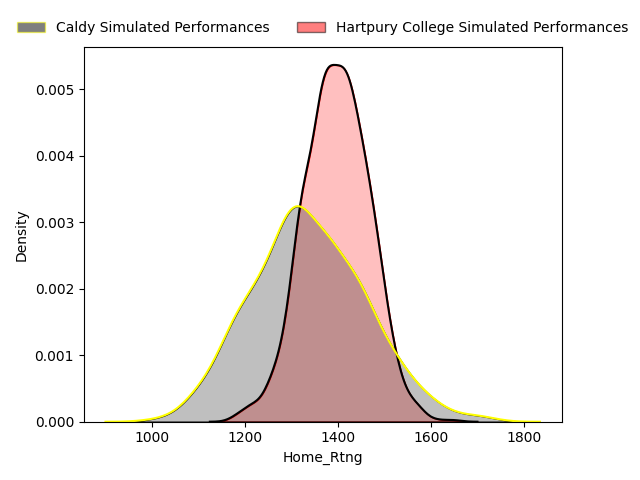 Caldy Simulated Performances
Hartpury College Simulated Performances
0.005
0.004
0.003
0.002
0.001
0.000
Density
1000 1200 1400 1600 1800
Home_Rtng